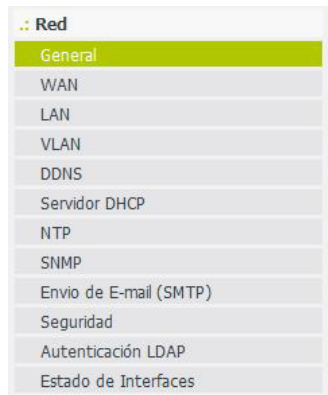 .: Red
General
WAN
LAN
VLAN
DDNS
Servidor DHCP
NTP
SNMP
Envio de E-mail (SMTP)
Seguridad
Autenticación LDAP
Estado de Interfaces